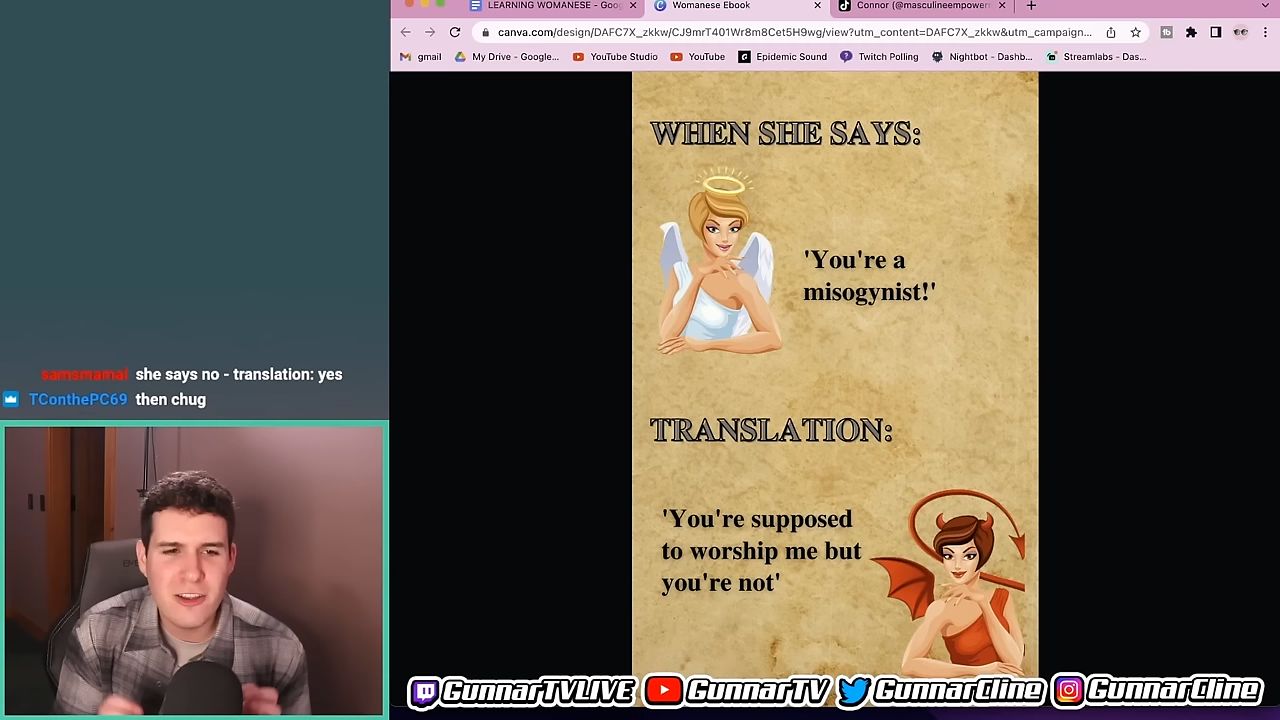 LEARNING WOMANESE - Goog
Womanese Ebook
Connor (@masculineempower
canva.com/design/DAFC7X_zkkw/CJ9mrT401Wr8m8Cet5H9wg/view?utm_content=DAFC7X_zkkw&utm_campaign...
gmail
My Drive - Google...
YouTube Studio
YouTube
Epidemic Sound
Twitch Polling
Nightbot - Dashb...
Streamlabs - Das...
WHEN SHE SAYS:
'You're a
misogynist!'
samsmamal she says no - translation: yes
TConthePC69 then chug
TRANSLATION:
'You're supposed
to worship me but
you're not'
GunnarTVLIVE GunnarTV GunnarCline GunnarCline